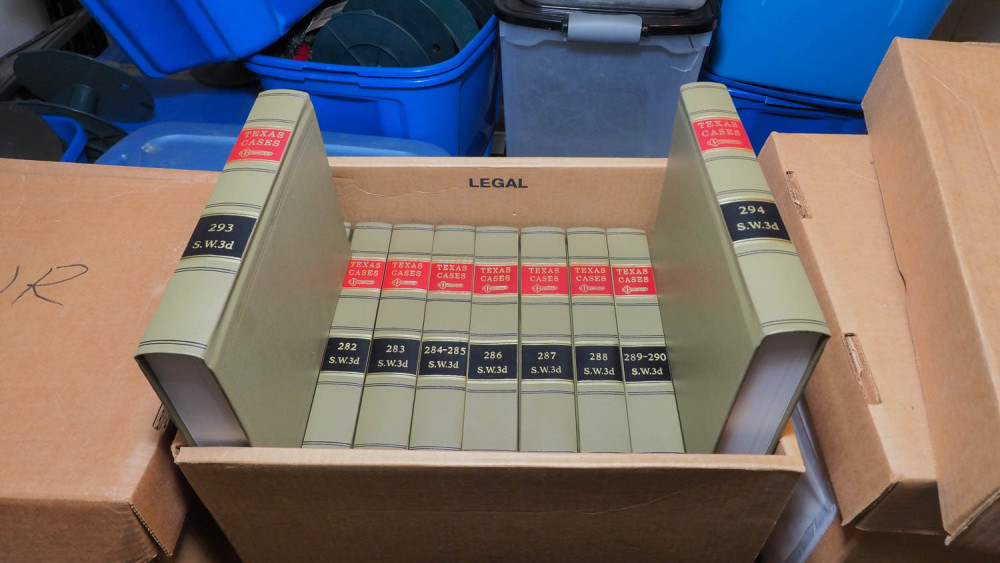 LEGAL
TEXAS
CASES
293
S.W.3d
TEXAS
CASES
282
S.W.3d
TEXAS
CASES
283
S.W.3d
TEXAS
CASES
284-285
S.W.3d
TEXAS
CASES
286
S.W.3d
TEXAS
CASES
287
S.W.3d
TEXAS
CASES
288
S.W.3d
TEXAS
CASES
289-290
S.W.3d
TEXAS
CASES
294
S.W.3d